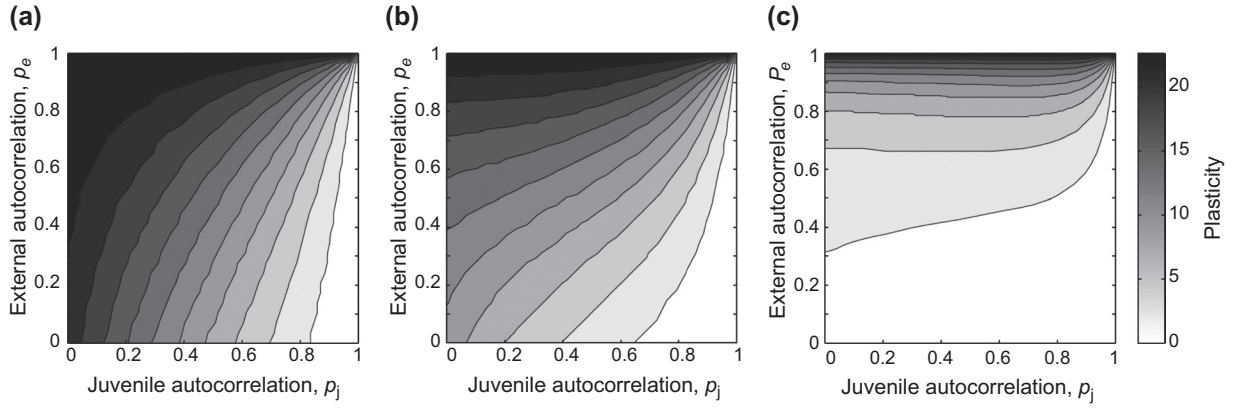 (a)
(b)
(c)
External autocorrelation, pe
1
0.8
0.6
0.4
0.2
0
0 0.2 0.4 0.6 0.8 1
Juvenile autocorrelation, pj
External autocorrelation, pe
1
0.8
0.6
0.4
0.2
0
0 0.2 0.4 0.6 0.8 1
Juvenile autocorrelation, pj
External autocorrelation, Pe
1
0.8
0.6
0.4
0.2
0
0 0.2 0.4 0.6 0.8 1
Juvenile autocorrelation, pj
20
15
10
5
0
Plasticity